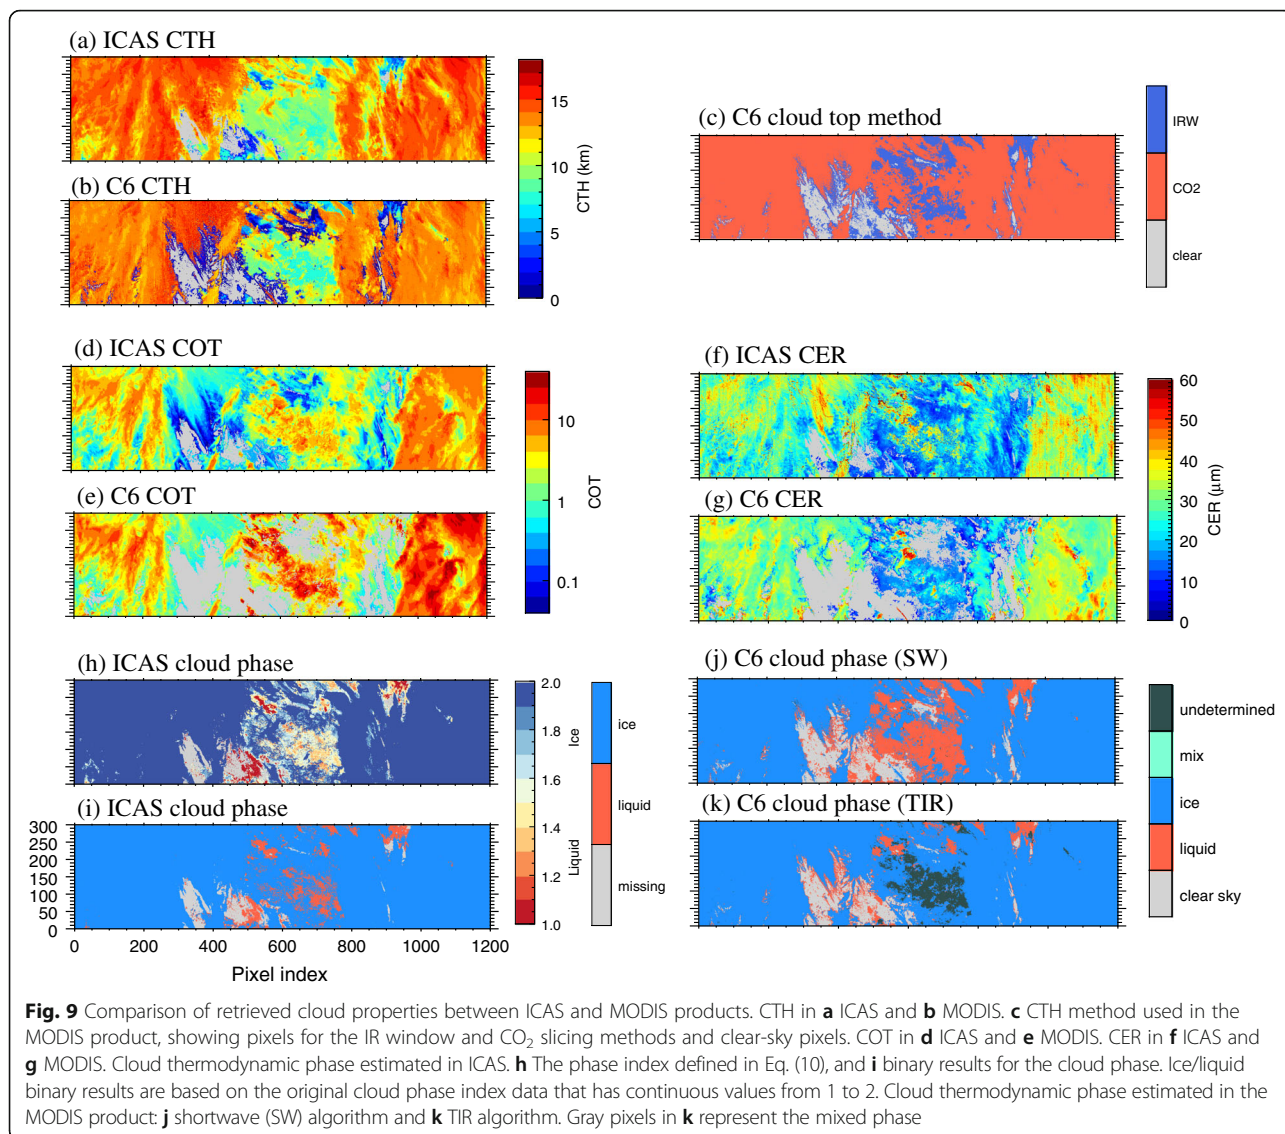 (a) ICAS CTH
15
10
5
0
CTH (km)
(b) C6 CTH
(c) C6 cloud top method
IRW
CO2
clear
(d) ICAS COT
10
1
0.1
COT
(e) C6 COT
(f) ICAS CER
60
50
40
30
20
10
0
CER (μm)
(g) C6 CER
(h) ICAS cloud phase
2.0
1.8
1.6
1.4
1.2
1.0
Ice
Liquid
ice
liquid
missing
(i) ICAS cloud phase
300
250
200
150
100
50
0
0 200 400 600 800 1000 1200
Pixel index
(j) C6 cloud phase (SW)
(k) C6 cloud phase (TIR)
undetermined
mix
ice
liquid
clear sky
Fig. 9 Comparison of retrieved cloud properties between ICAS and MODIS products. CTH in a ICAS and b MODIS. c CTH method used in the
MODIS product, showing pixels for the IR window and CO₂ slicing methods and clear-sky pixels. COT in d ICAS and e MODIS. CER in f ICAS and
g MODIS. Cloud thermodynamic phase estimated in ICAS. h The phase index defined in Eq. (10), and i binary results for the cloud phase. Ice/liquid
binary results are based on the original cloud phase index data that has continuous values from 1 to 2. Cloud thermodynamic phase estimated in the
MODIS product: j shortwave (SW) algorithm and k TIR algorithm. Gray pixels in k represent the mixed phase